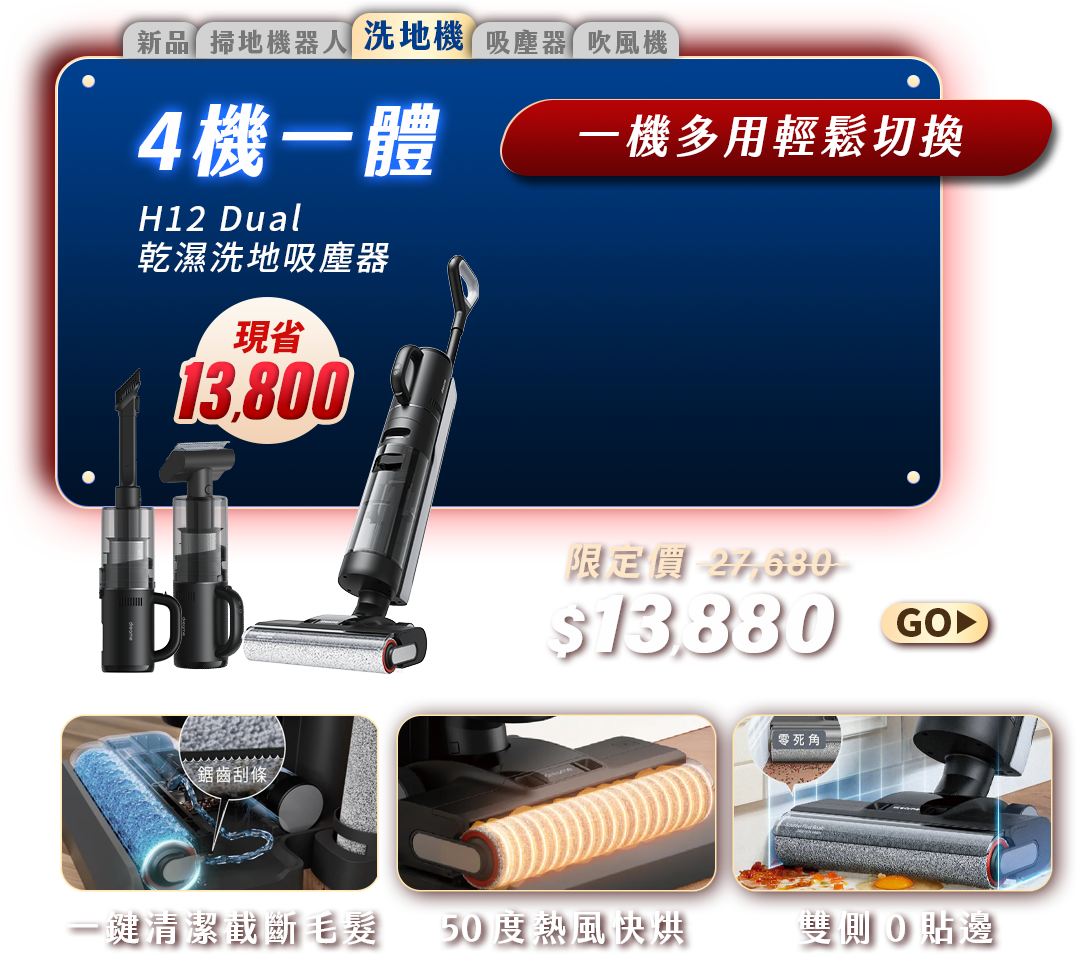 新品 掃地機器人 洗地機 吸塵器 吹風機
4機一體
一機多用輕鬆切換
H12 Dual
乾濕洗地吸塵器
現省
13,800
限定價 27,680
$13,880
GO
鋸齒刮條
零死角
一鍵清潔截斷毛髮
50度熱風快烘
雙側0貼邊